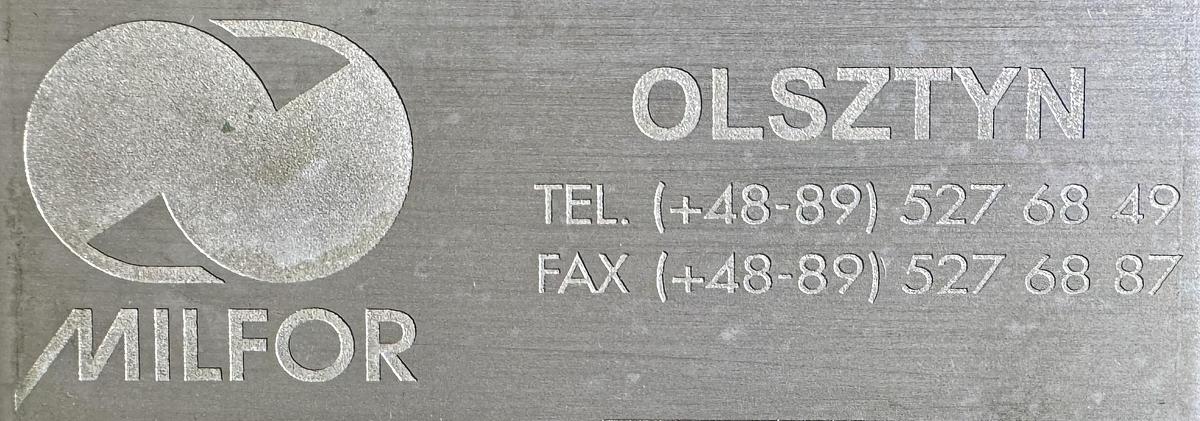 MILFOR
OLSZTYN
TEL. (+48-89) 527 68 49
FAX (+48-89) 527 68 87